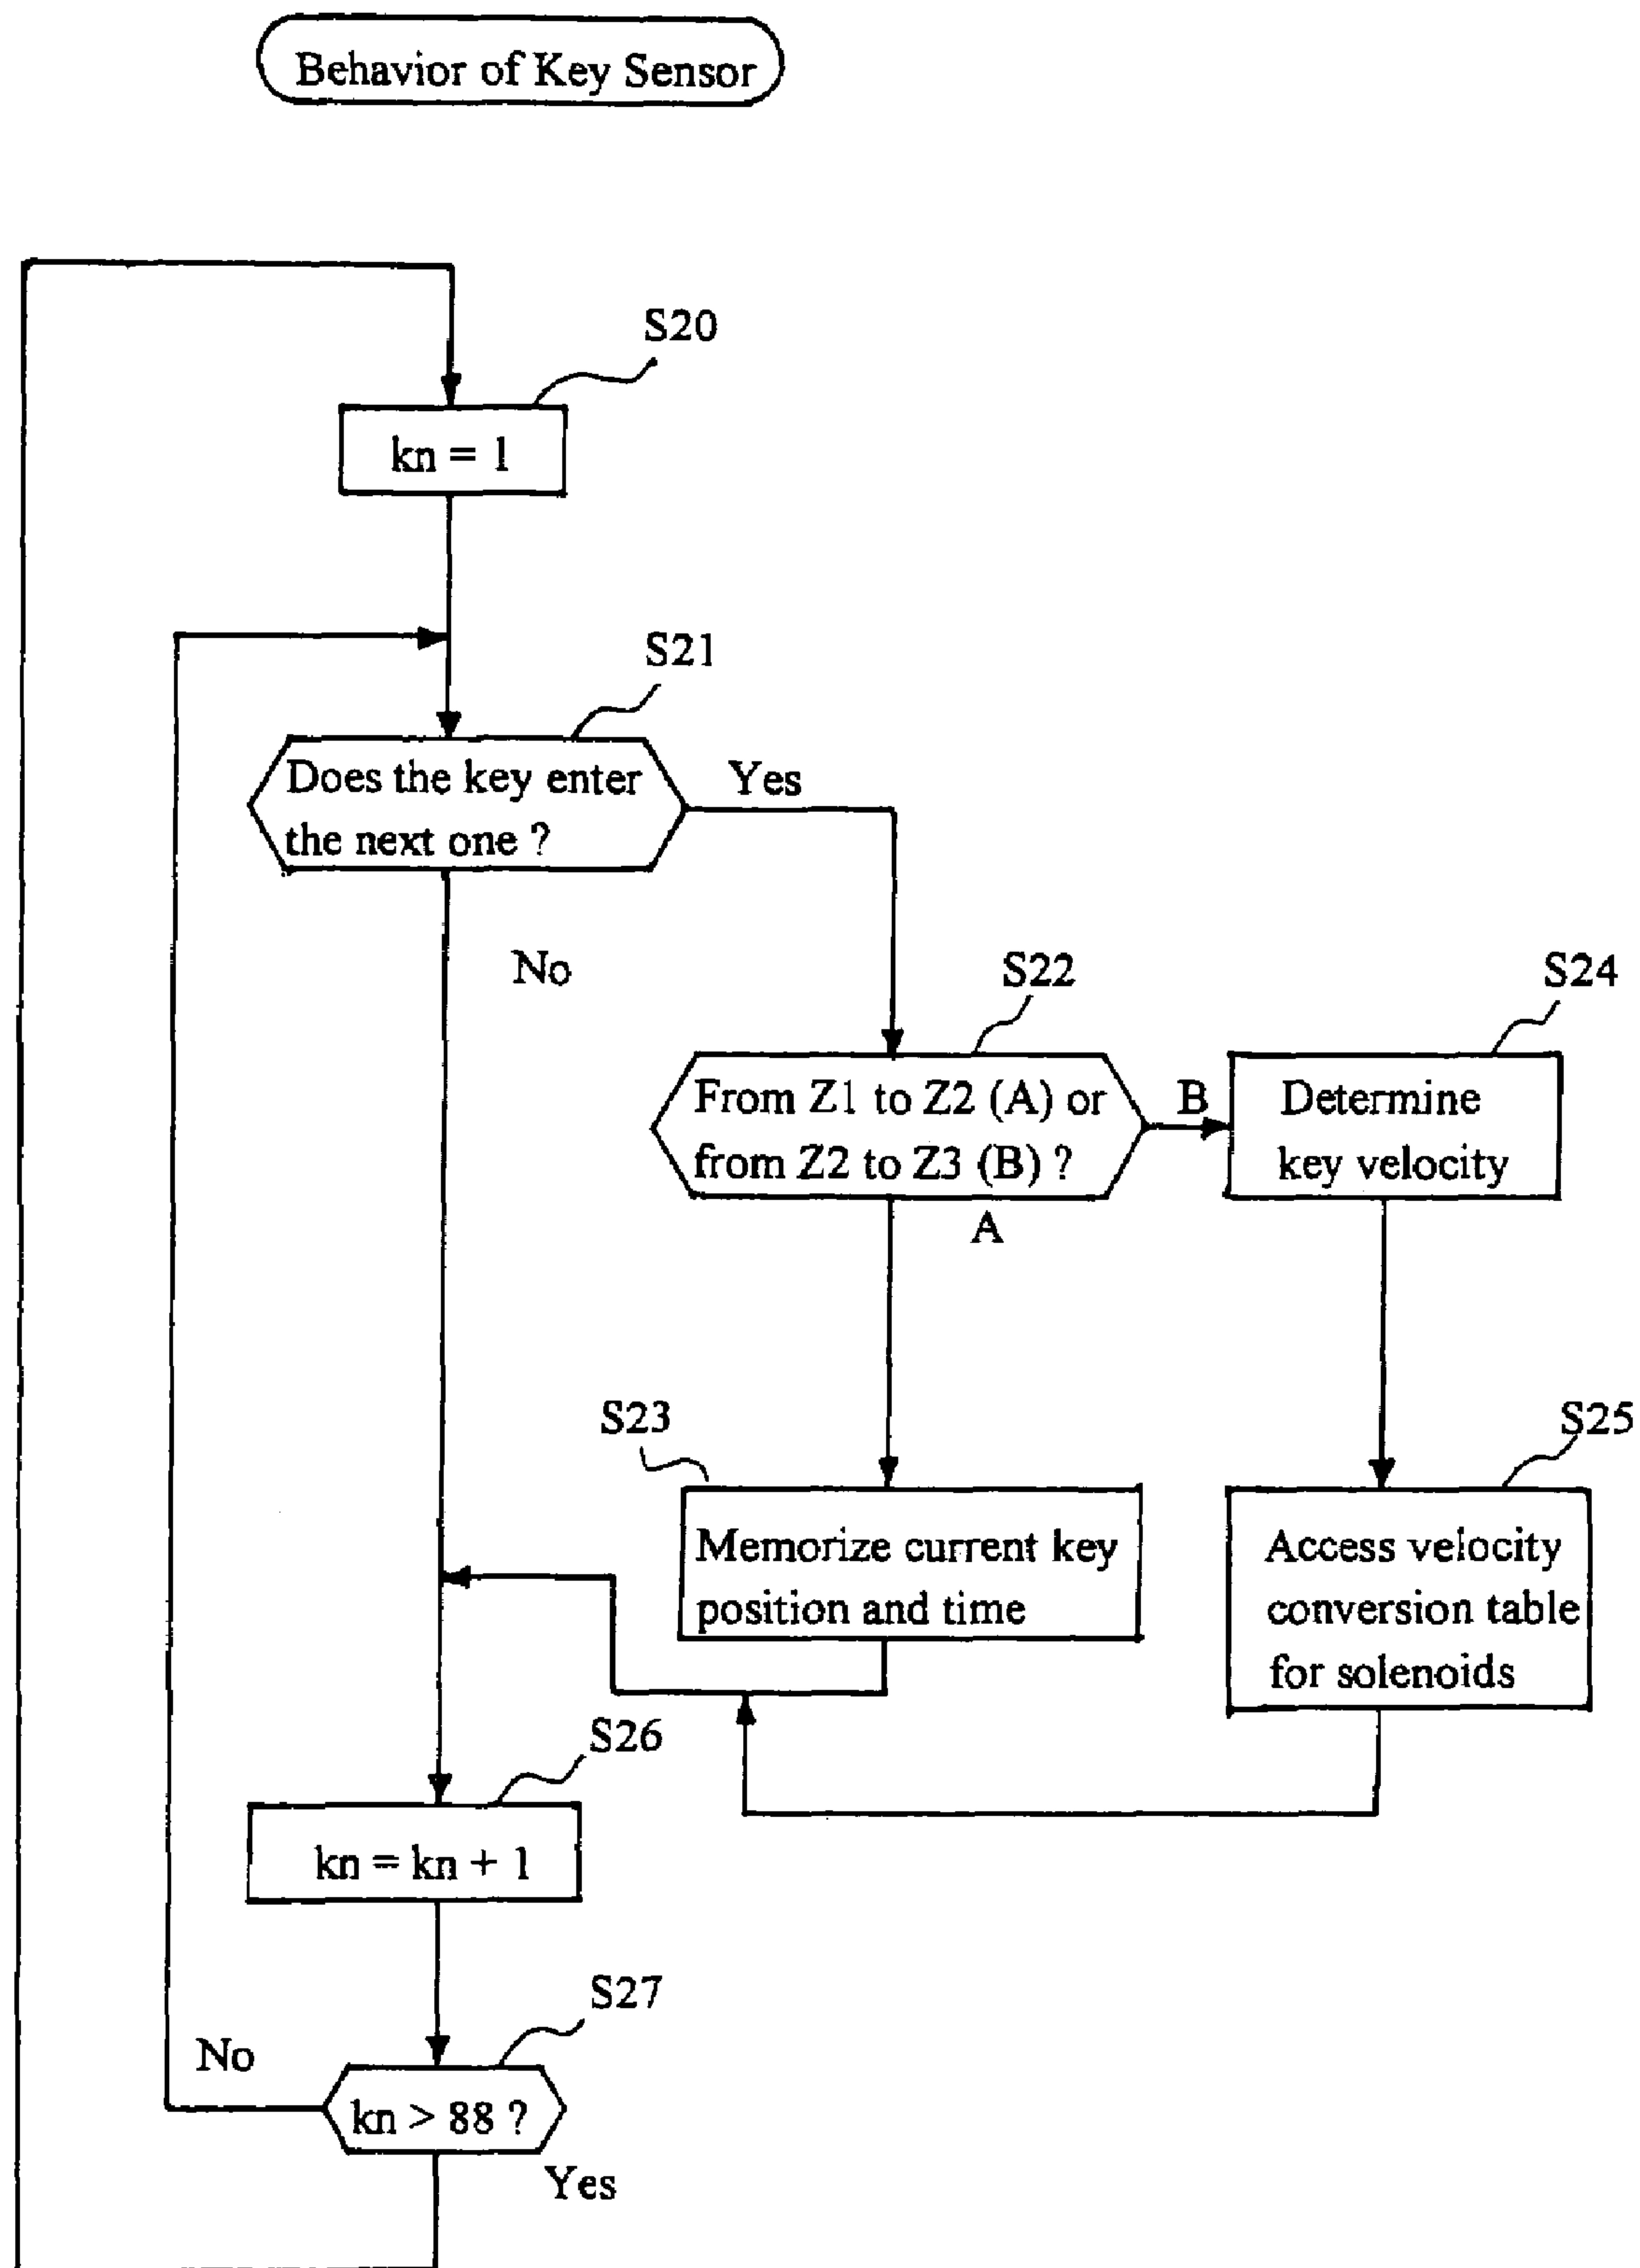 Behavior of Key Sensor
S20
kn = 1
S21
Does the key enter
the next one ?
Yes
No
S22
From Z1 to Z2 (A) or
from Z2 to Z3 (B) ?
B
A
S24
Determine
key velocity
S23
Memorize current key
position and time
S25
Access velocity
conversion table
for solenoids
S26
kn = kn + 1
S27
No
kn > 88 ?
Yes